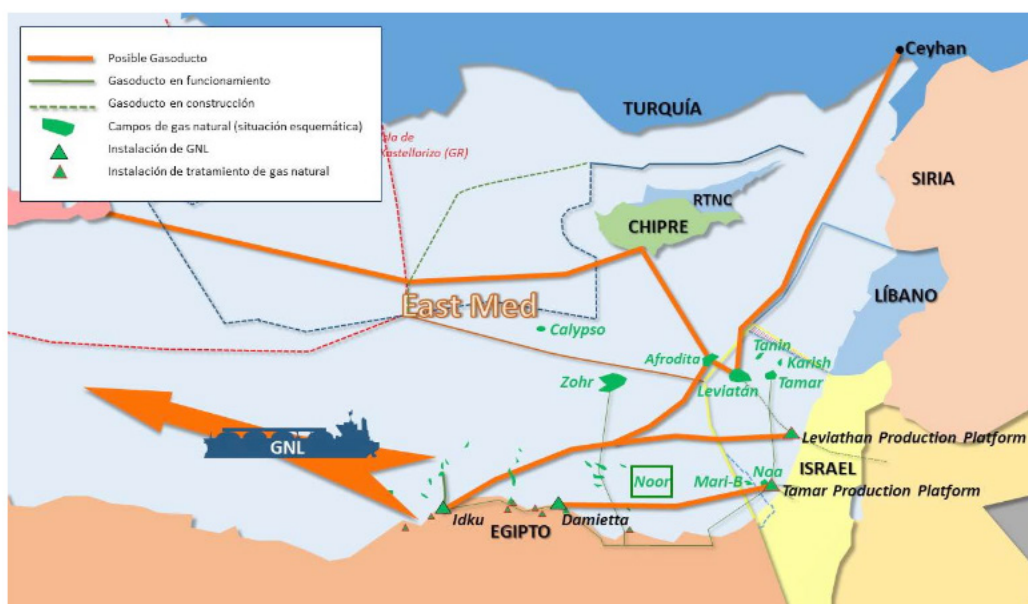 Posible Gasoducto
Gasoducto en funcionamiento
Gasoducto en construcción
Campos de gas natural (situación esquemática)
Instalación de GNL
Instalación de tratamiento de gas natural
Ceyhan
TURQUÍA
Isla de
Kastellorizo (GR)
SIRIA
RTNC
CHIPRE
LÍBANO
East Med
Calypso
Tanin
Afrodita
Karish
Zohr
Leviatán
Tamar
GNL
Leviathan Production Platform
ISRAEL
Noor
Mari-B
Noa
Tamar Production Platform
Idku
Damietta
EGIPTO